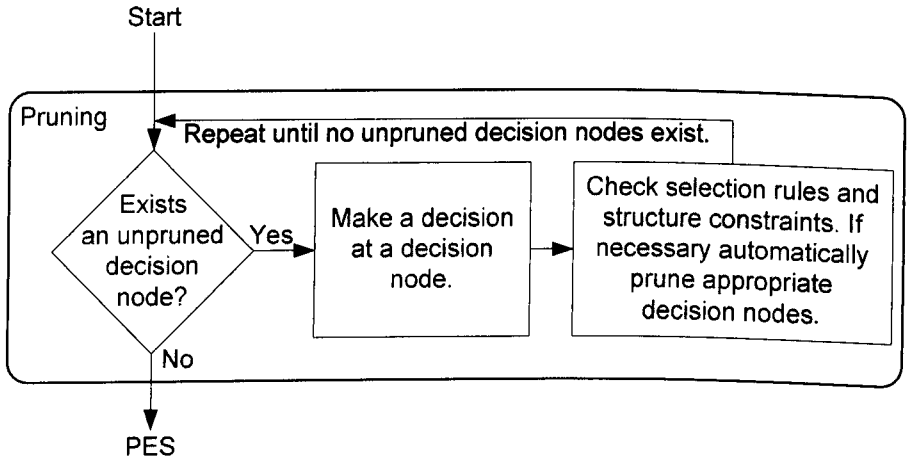 Start
Pruning
Repeat until no unpruned decision nodes exist.
Exists
an unpruned
decision
node?
Yes
Make a decision
at a decision
node.
Check selection rules and
structure constraints. If
necessary automatically
prune appropriate
decision nodes.
No
PES